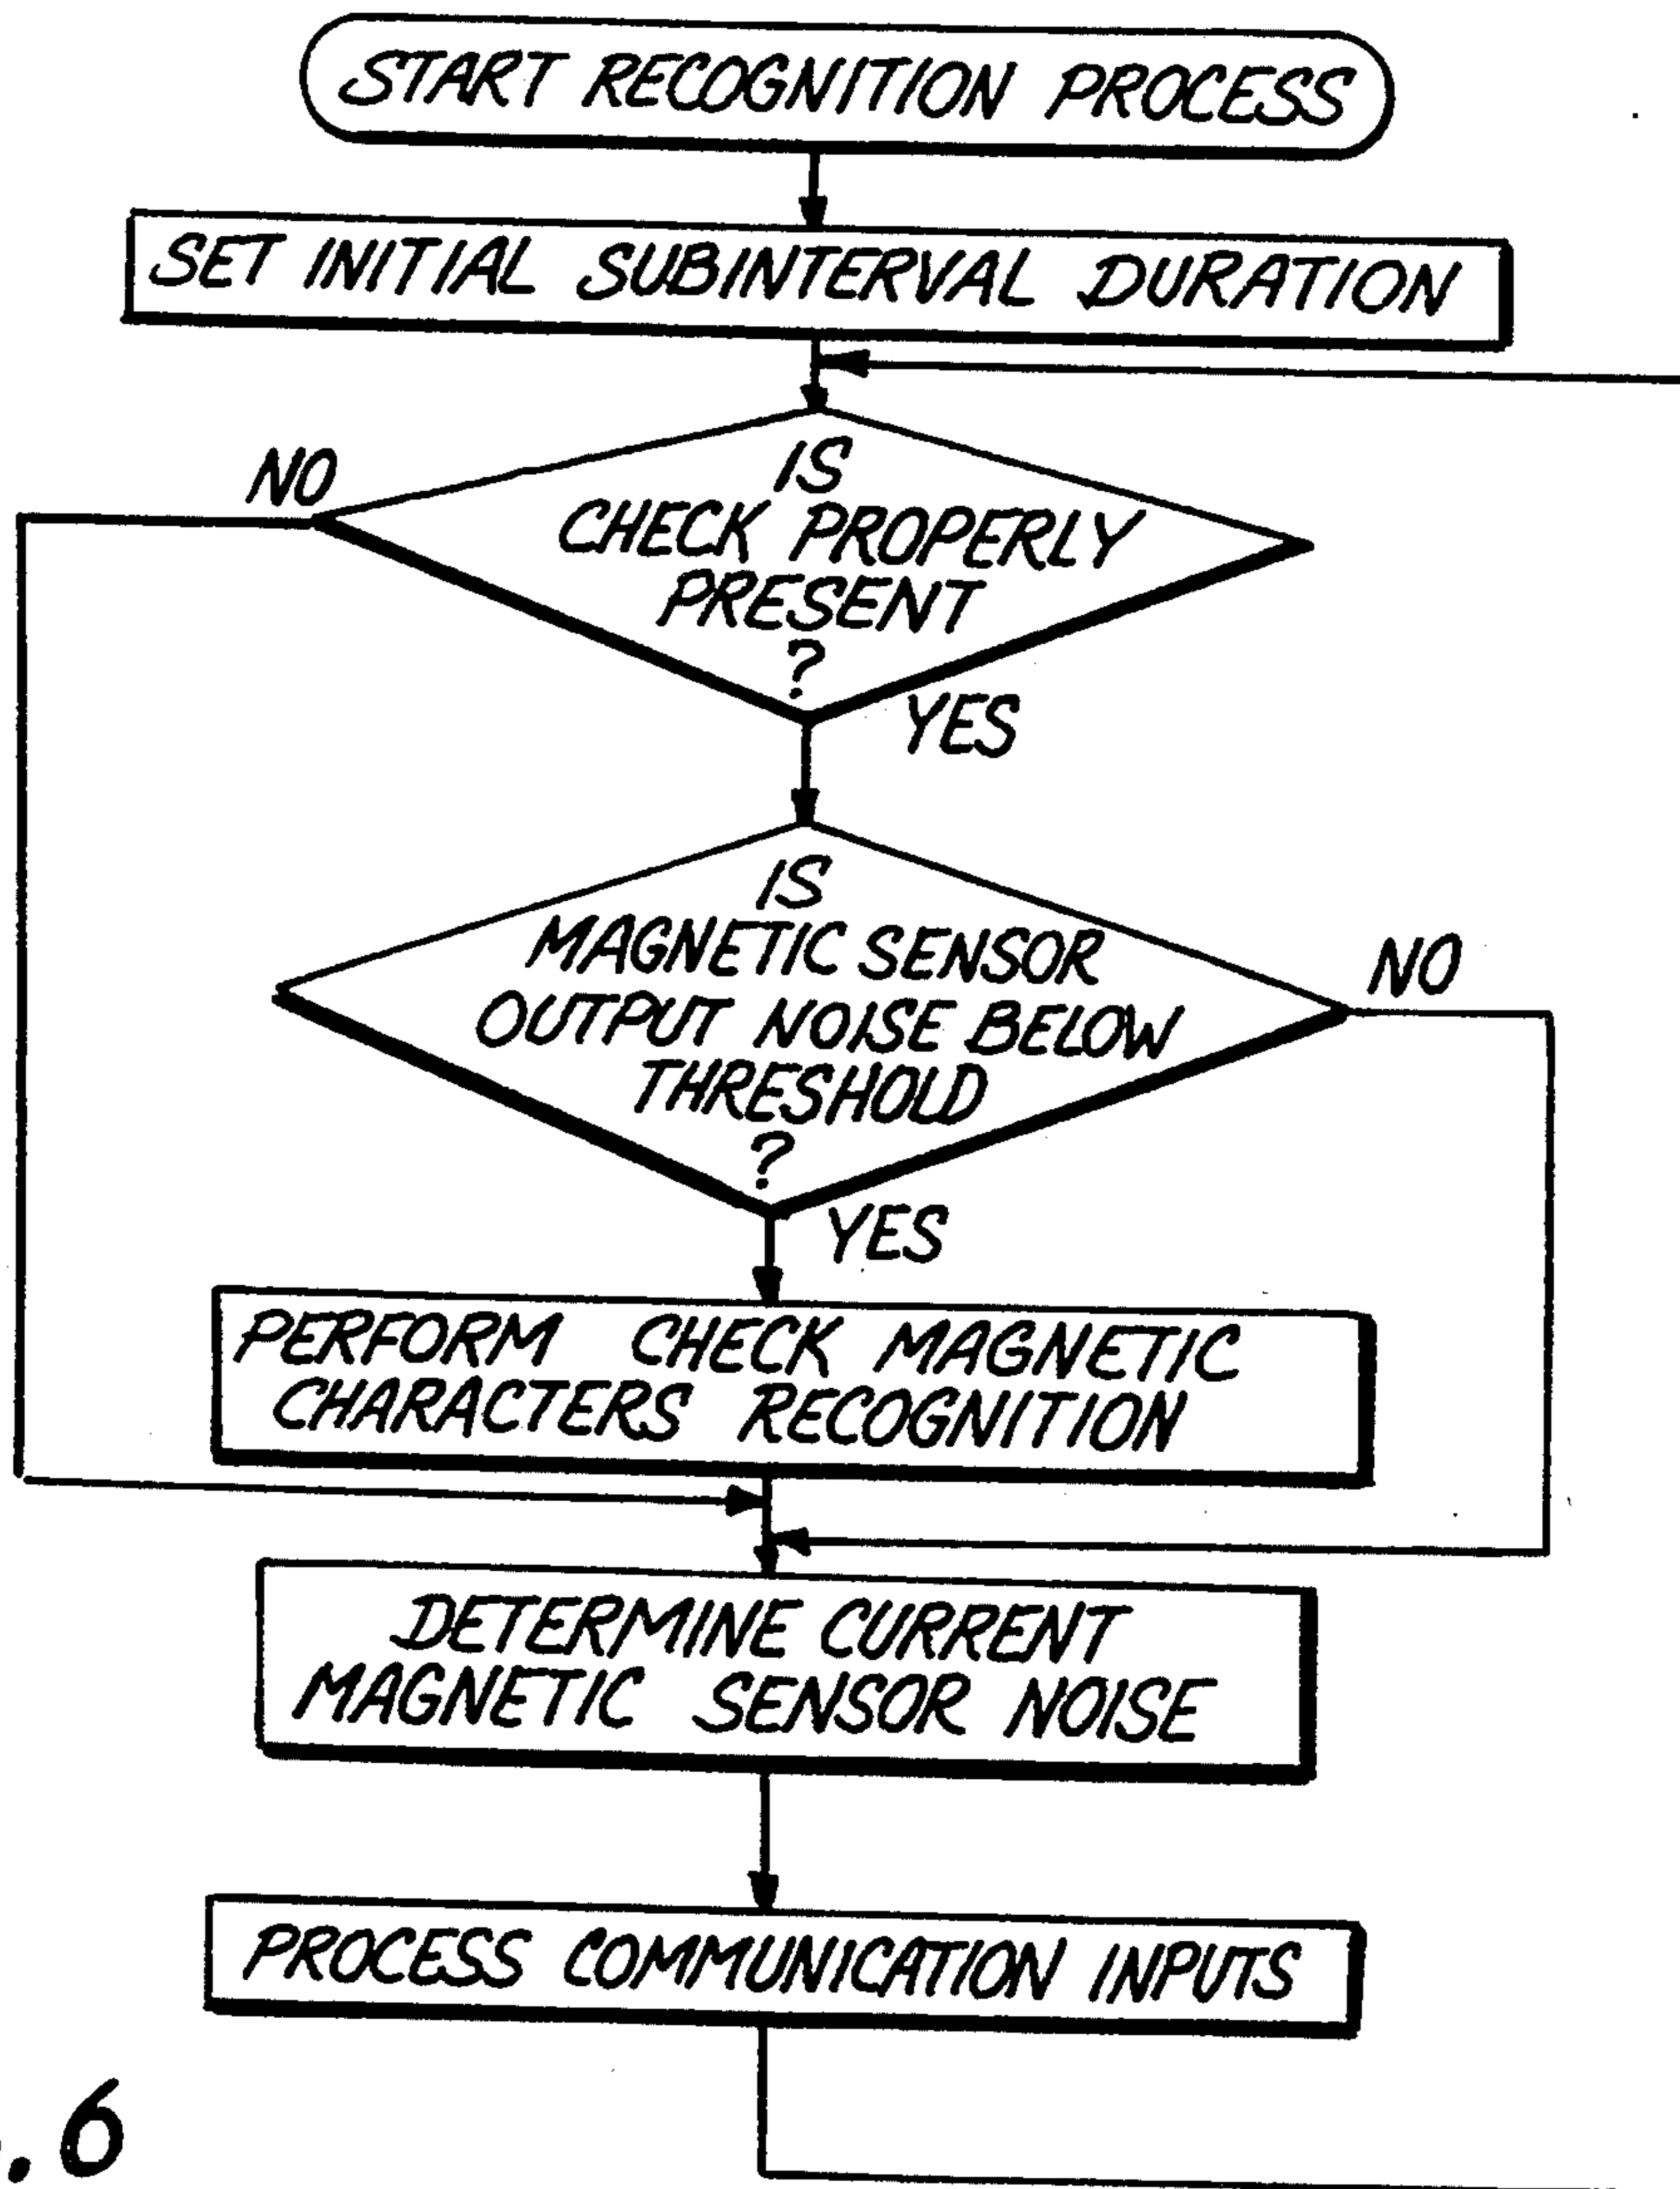 START RECOGNITION PROCESS
SET INITIAL SUBINTERVAL DURATION
NO
IS
CHECK PROPERLY
PRESENT
?
YES
IS
MAGNETIC SENSOR
OUTPUT NOISE BELOW
THRESHOLD
?
NO
YES
PERFORM CHECK MAGNETIC
CHARACTERS RECOGNITION
DETERMINE CURRENT
MAGNETIC SENSOR NOISE
PROCESS COMMUNICATION INPUTS
.6